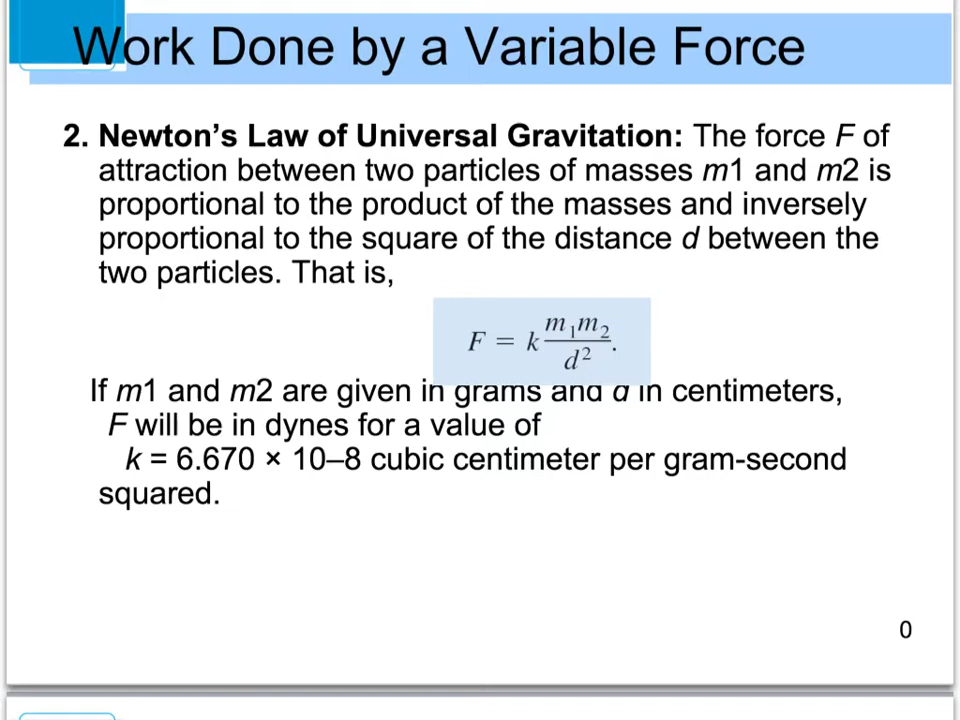 Work Done by a Variable Force
2. Newton’s Law of Universal Gravitation: The force F of
attraction between two particles of masses m1 and m2 is
proportional to the product of the masses and inversely
proportional to the square of the distance d between the
two particles. That is,
F = k m₁m₂ / d².
If m1 and m2 are given in grams and d in centimeters,
F will be in dynes for a value of
k = 6.670 × 10–8 cubic centimeter per gram-second
squared.
0